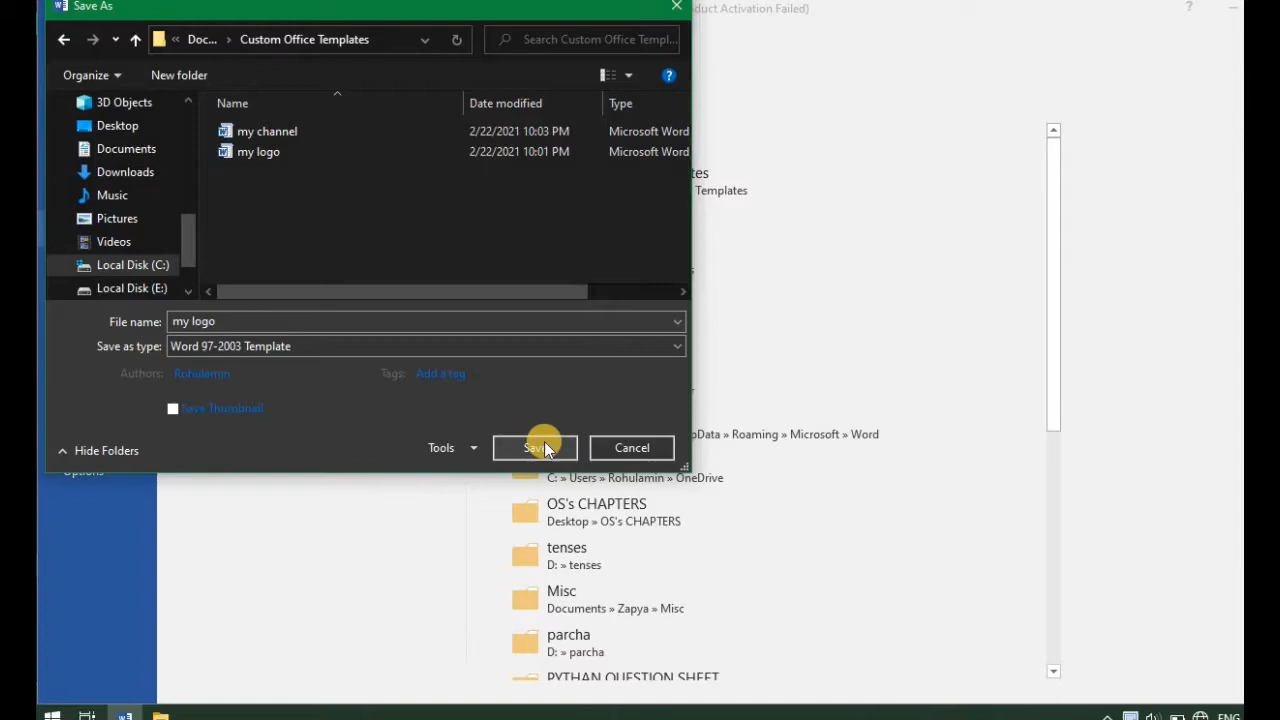 Save As
duct Activation Failed)
Doc... Custom Office Templates
Search Custom Office Templ...
Organize
New folder
3D Objects
Desktop
Documents
Downloads
Music
Pictures
Videos
Local Disk (C:)
Local Disk (E:)
Name Date modified Type
my channel 2/22/2021 10:03 PM Microsoft Word
my logo 2/22/2021 10:01 PM Microsoft Word
File name: my logo
Save as type: Word 97-2003 Template
Authors: Rohulamin
Tags: Add a tag
Save Thumbnail
Hide Folders
Tools
Save
Cancel
tes
Templates
pData » Roaming » Microsoft » Word
C: » Users » Rohulamin » OneDrive
OS's CHAPTERS
Desktop » OS's CHAPTERS
tenses
D: » tenses
Misc
Documents » Zapya » Misc
parcha
D: » parcha
PYTHAN QUESTION SHEET
Options
ENG